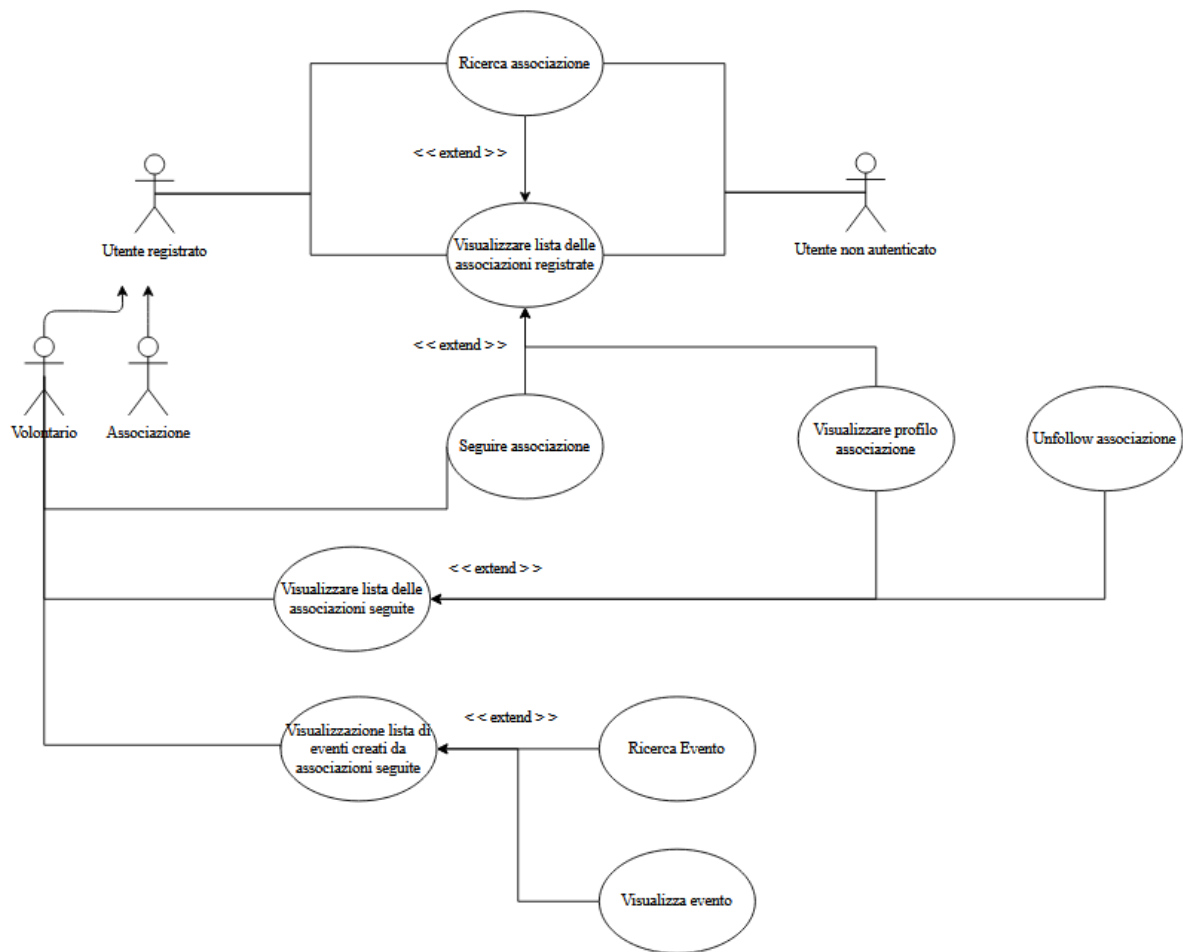 Ricerca associazione
< < extend > >
Utente registrato
Visualizzare lista delle
associazioni registrate
Utente non autenticato
< < extend > >
Volontario
Associazione
Seguire associazione
Visualizzare profilo
associazione
Unfollow associazione
< < extend > >
Visualizzare lista delle
associazioni seguite
< < extend > >
Visualizzazione lista di
eventi creati da
associazioni seguite
Ricerca Evento
Visualizza evento